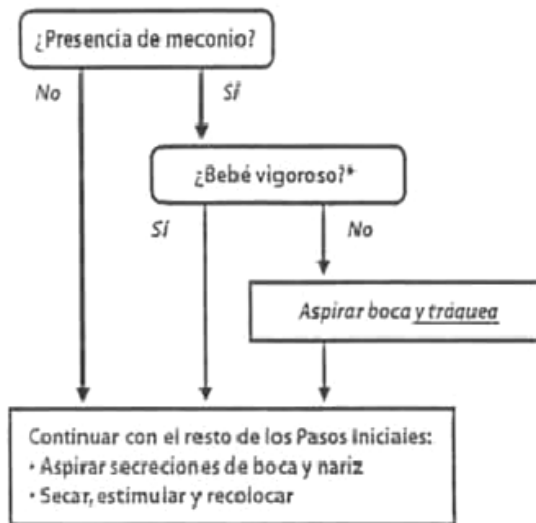 ¿Presencia de meconio?
No
Sí
¿Bebé vigoroso?*
Sí
No
Aspirar boca y tráquea
Continuar con el resto de los Pasos Iniciales:
• Aspirar secreciones de boca y nariz
• Secar, estimular y recolocar